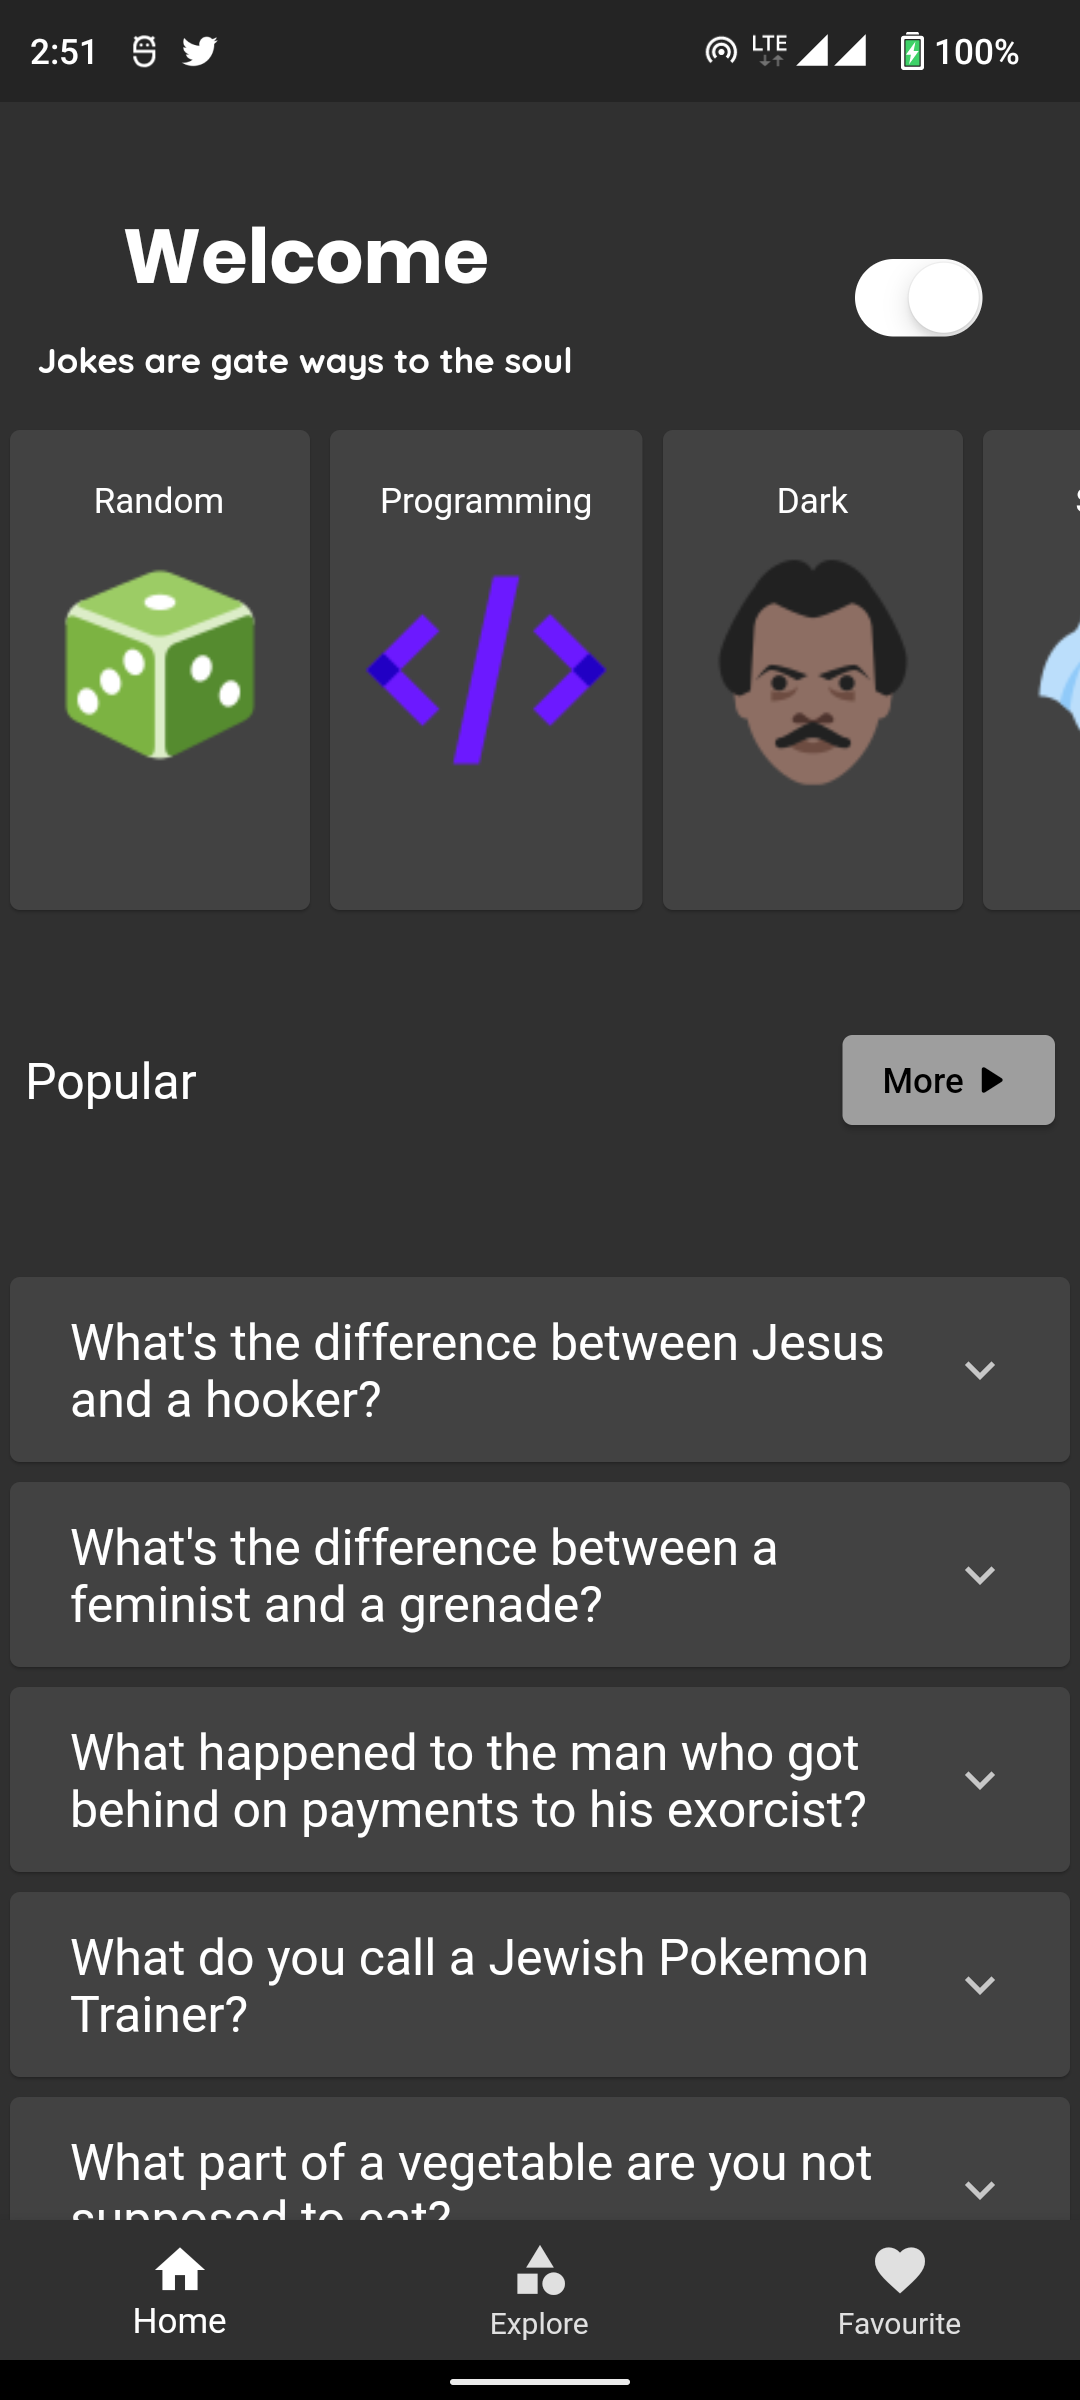 2:51
LTE
100%
Welcome
Jokes are gate ways to the soul
Random
Programming
Dark
Popular
More
What's the difference between Jesus
and a hooker?
What's the difference between a
feminist and a grenade?
What happened to the man who got
behind on payments to his exorcist?
What do you call a Jewish Pokemon
Trainer?
What part of a vegetable are you not
supposed to eat?
Home
Explore
Favourite